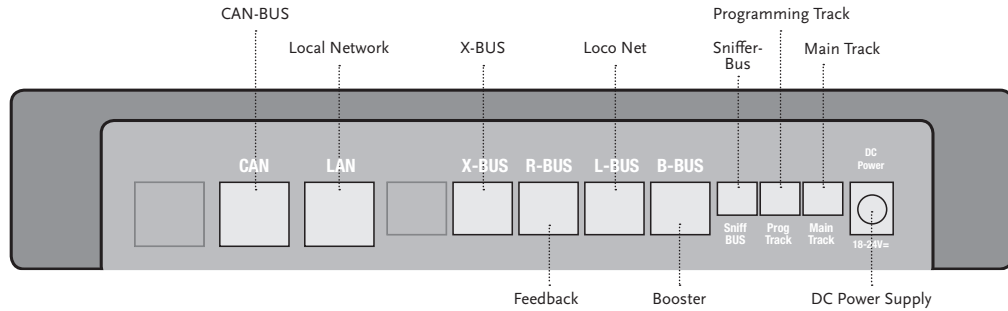 CAN-BUS
Programming Track
Local Network
X-BUS
Loco Net
Sniffer-
Bus
Main Track
CAN
LAN
X-BUS
R-BUS
L-BUS
B-BUS
DC
Power
Sniff
BUS
Prog
Track
Main
Track
18-24V=
Feedback
Booster
DC Power Supply